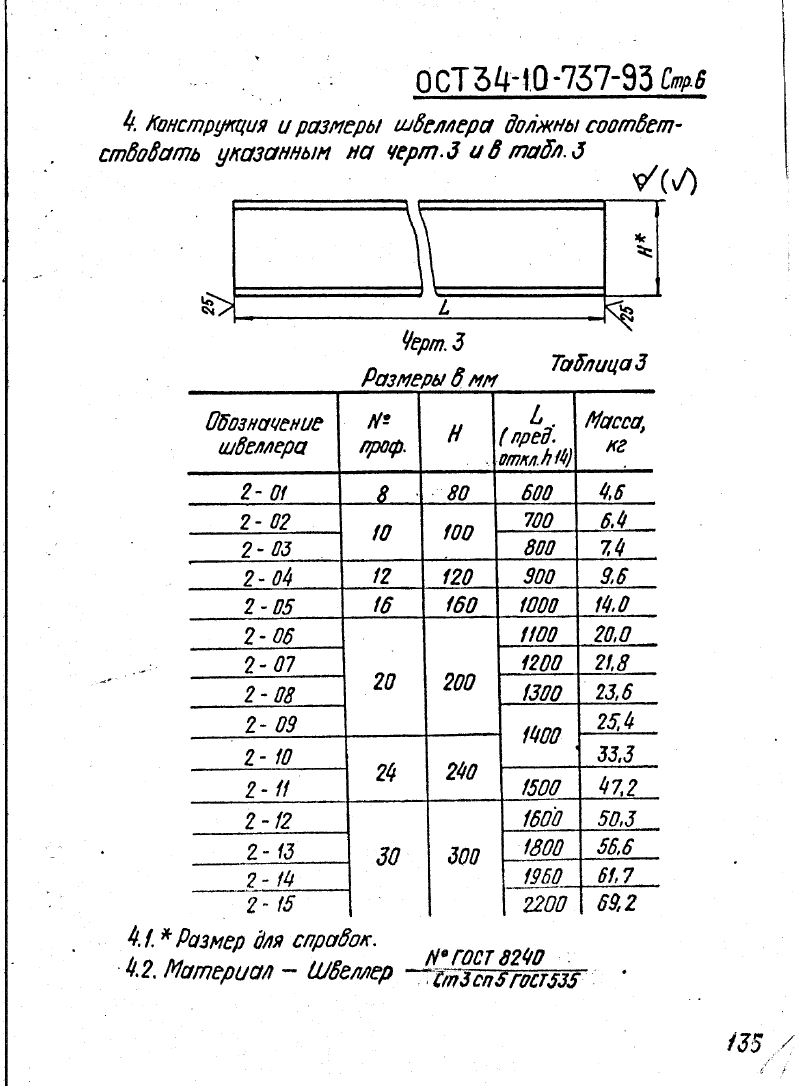 ОСТ 34-10-737-93 Стр.6
4. Конструкция и размеры швеллера должны соответ-
ствовать указанным на черт.3 и в табл.3
(√)
H*
25
L
25
Черт.3
Таблица 3
Размеры в мм
Обозначение швеллера | № проф. | H | L (пред. откл.h14) | Масса, кг
2-01 | 8 | 80 | 600 | 4,6
2-02 | 10 | 100 | 700 | 6,4
2-03 | 800 | 7,4
2-04 | 12 | 120 | 900 | 9,6
2-05 | 16 | 160 | 1000 | 14,0
2-06 | 20 | 200 | 1100 | 20,0
2-07 | 1200 | 21,8
2-08 | 1300 | 23,6
2-09 | 1400 | 25,4
2-10 | 24 | 240 | 33,3
2-11 | 1500 | 47,2
2-12 | 30 | 300 | 1600 | 50,3
2-13 | 1800 | 56,6
2-14 | 1960 | 61,7
2-15 | 2200 | 69,2
4.1.* Размер для справок.
4.2. Материал – Швеллер № ГОСТ 8240
Ст3сп5 ГОСТ535
135